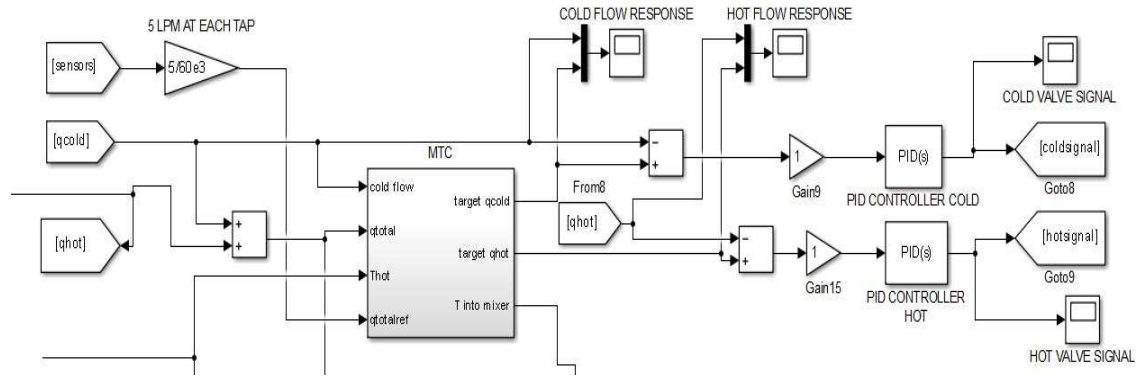 COLD FLOW RESPONSE
HOT FLOW RESPONSE
5 LPM AT EACH TAP
[sensors]
5/60e3
COLD VALVE SIGNAL
[qcold]
MTC
−
+
1
PID(s)
[coldsignal]
cold flow
target qcold
From8
Gain9
PID CONTROLLER COLD
Goto8
[qhot]
+
+
qtotal
[qhot]
target qhot
−
+
1
PID(s)
[hotsignal]
Thot
Gain15
PID CONTROLLER
HOT
Goto9
T into mixer
qtotalref
HOT VALVE SIGNAL